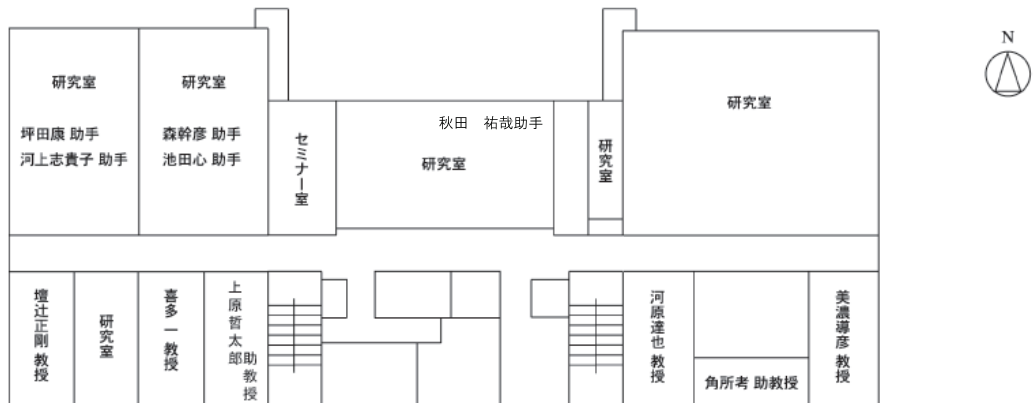 N
研究室
坪田康 助手
河上志貴子 助手
研究室
森幹彦 助手
池田心 助手
セミナー室
秋田 祐哉助手
研究室
研究室
研究室
壇辻正剛 教授
研究室
喜多 一 教授
上原哲太郎
助教授
河原達也 教授
角所考 助教授
美濃導彦 教授